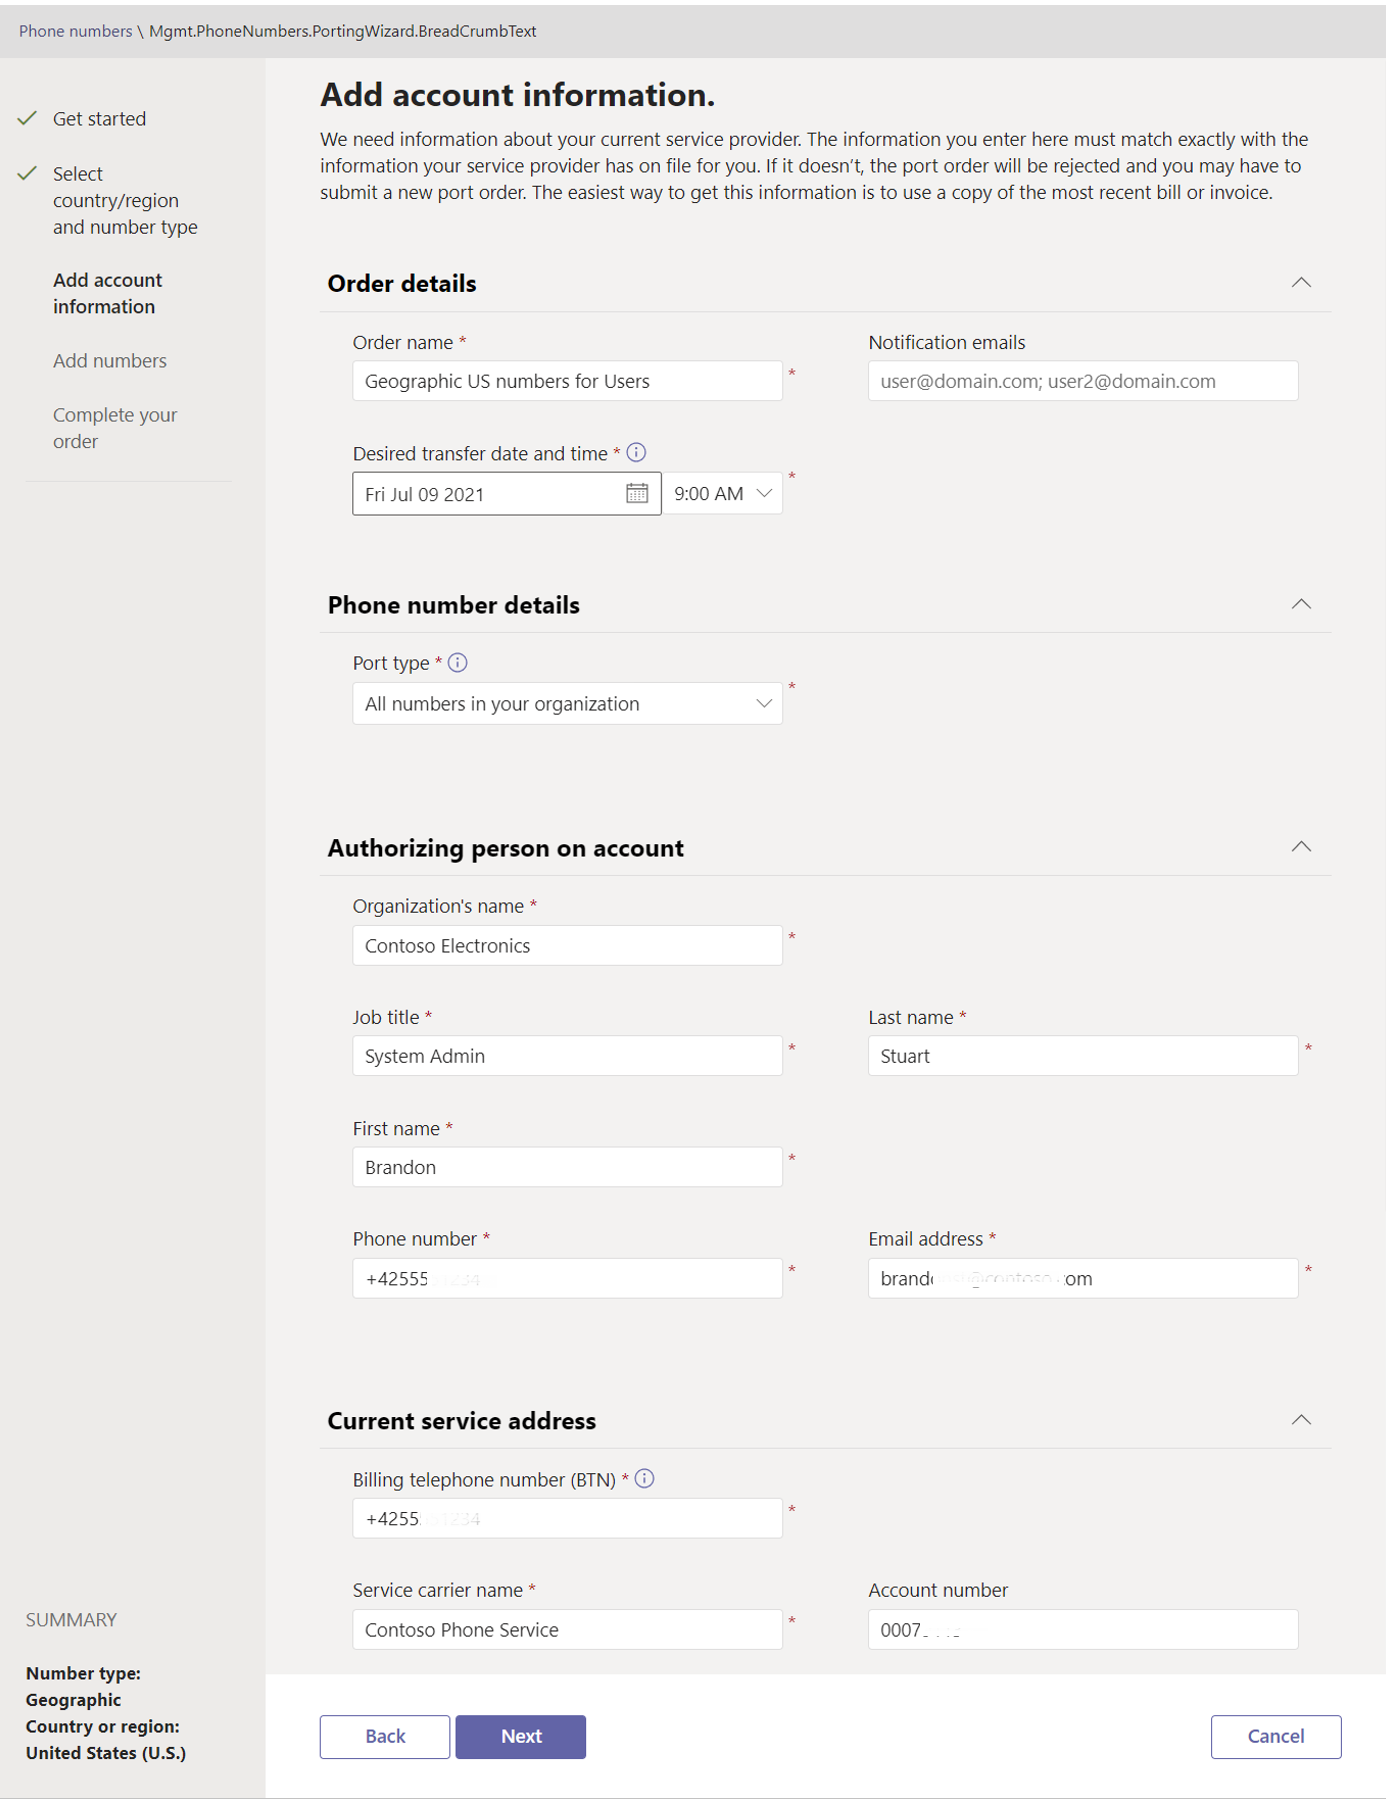 Phone numbers \ Mgmt.PhoneNumbers.PortingWizard.BreadCrumbText
Get started
Select
country/region
and number type
Add account
information
Add numbers
Complete your
order
SUMMARY
Number type:
Geographic
Country or region:
United States (U.S.)
Add account information.
We need information about your current service provider. The information you enter here must match exactly with the
information your service provider has on file for you. If it doesn’t, the port order will be rejected and you may have to
submit a new port order. The easiest way to get this information is to use a copy of the most recent bill or invoice.
Order details
Order name *
Geographic US numbers for Users *
Notification emails
user@domain.com; user2@domain.com
Desired transfer date and time *
Fri Jul 09 2021 9:00 AM *
Phone number details
Port type *
All numbers in your organization *
Authorizing person on account
Organization's name *
Contoso Electronics *
Job title *
System Admin *
Last name *
Stuart *
First name *
Brandon *
Phone number *
+42555 *
Email address *
*
Current service address
Billing telephone number (BTN) *
+4255 *
Service carrier name *
Contoso Phone Service *
Account number
0007
Back Next Cancel